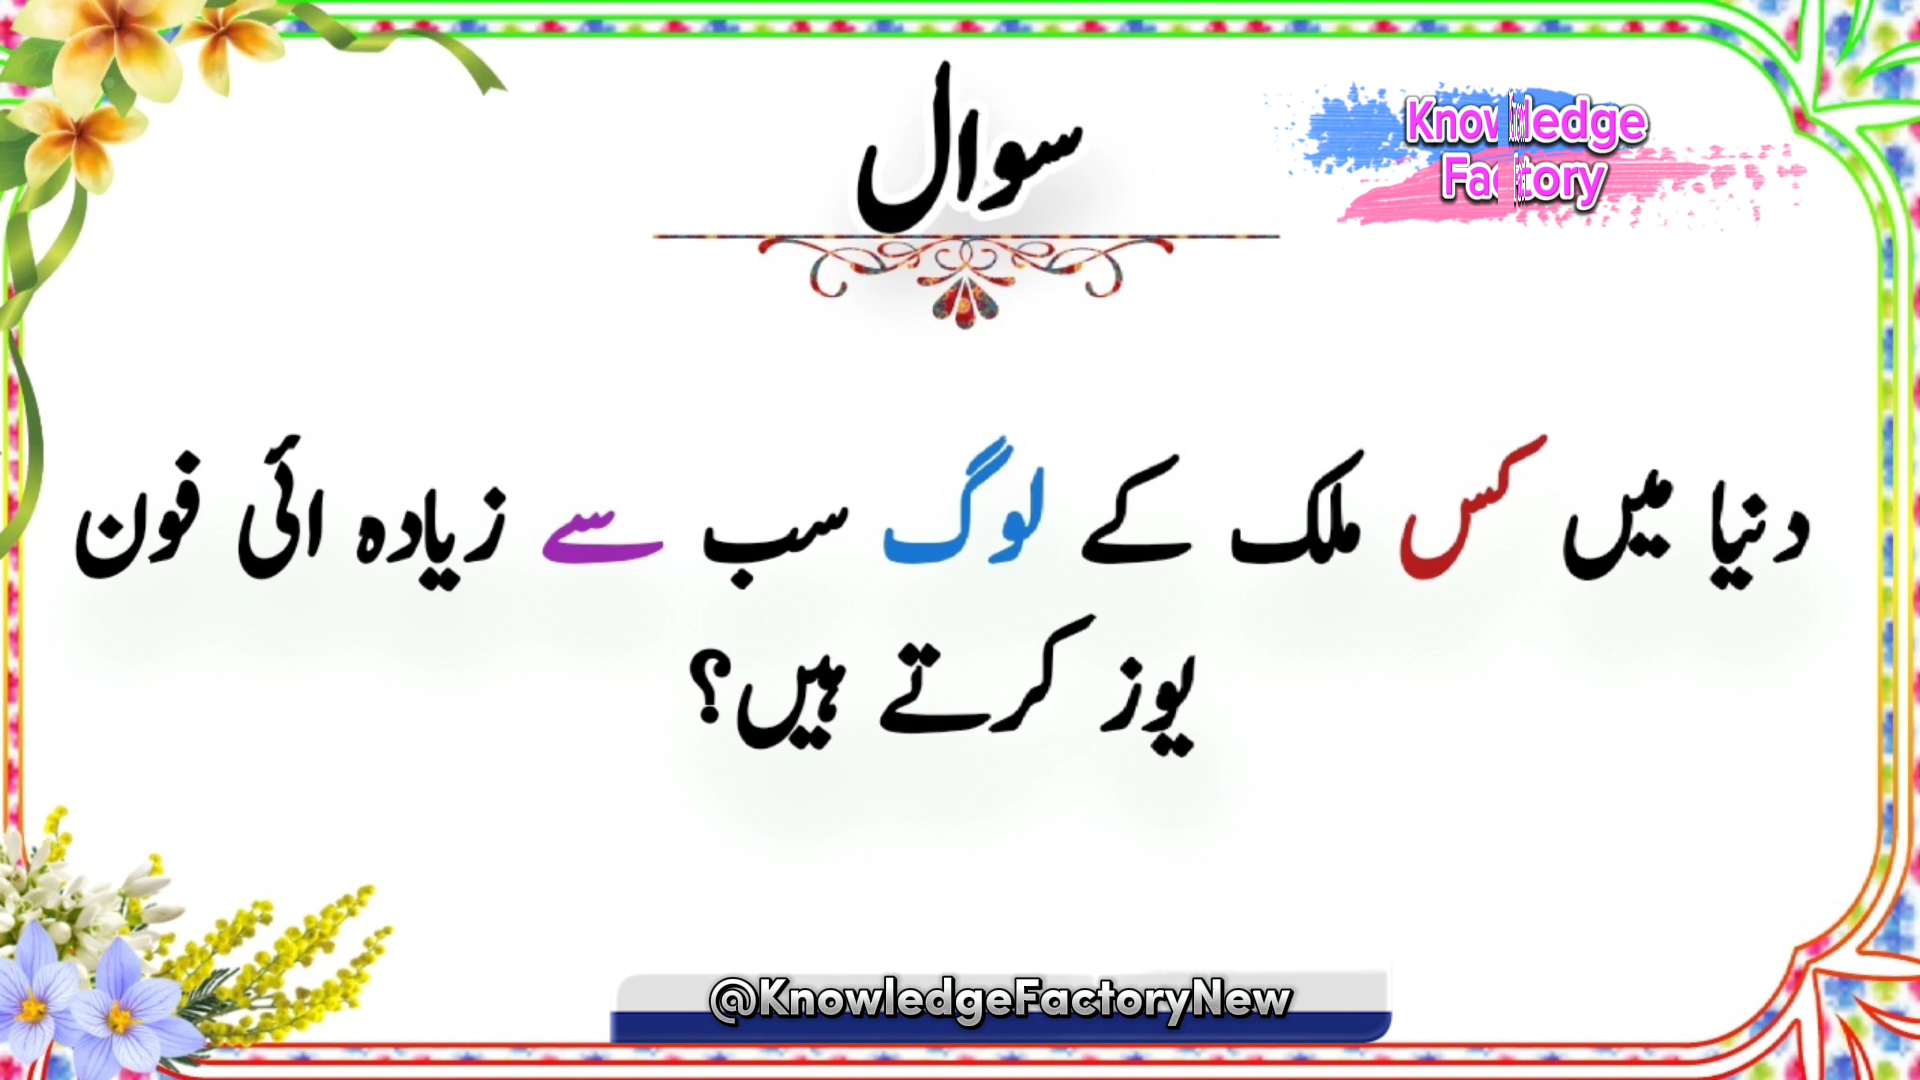 سوال
Knowledge
Factory
دنیا میں کس ملک کے لوگ سب سے زیادہ ائی فون
یوز کرتے ہیں؟
@KnowledgeFactoryNew